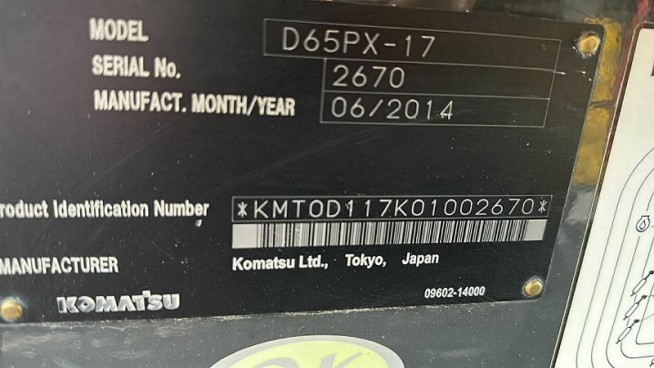 MODEL D65PX-17
SERIAL No. 2670
MANUFACT. MONTH/YEAR 06/2014
roduct Identification Number *KMT0D117K01002670*
MANUFACTURER Komatsu Ltd., Tokyo, Japan
KOMATSU 09602-14000
OK